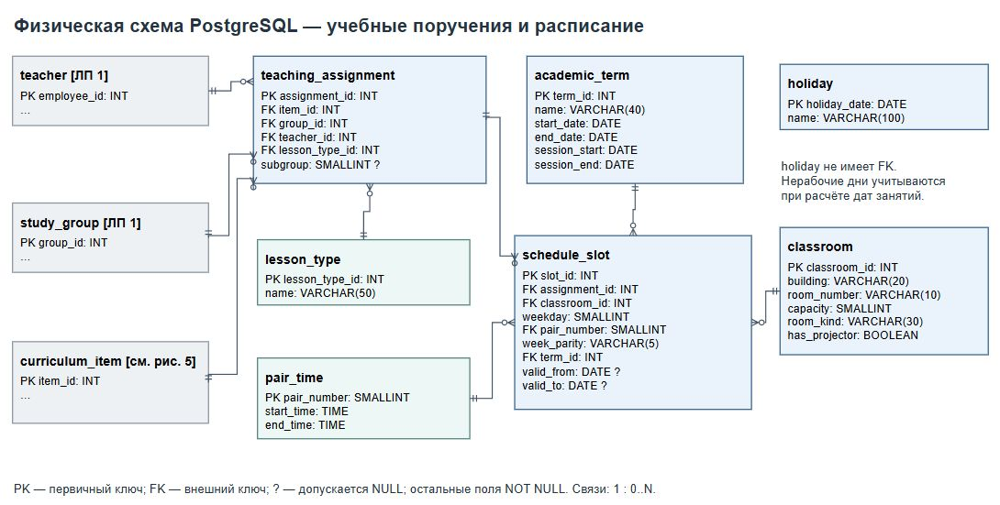 Физическая схема PostgreSQL — учебные поручения и расписание
teacher [ЛП 1]
PK employee_id: INT
...
teaching_assignment
PK assignment_id: INT
FK item_id: INT
FK group_id: INT
FK teacher_id: INT
FK lesson_type_id: INT
subgroup: SMALLINT ?
academic_term
PK term_id: INT
name: VARCHAR(40)
start_date: DATE
end_date: DATE
session_start: DATE
session_end: DATE
holiday
PK holiday_date: DATE
name: VARCHAR(100)
holiday не имеет FK.
Нерабочие дни учитываются
при расчёте дат занятий.
study_group [ЛП 1]
PK group_id: INT
...
lesson_type
PK lesson_type_id: INT
name: VARCHAR(50)
schedule_slot
PK slot_id: INT
FK assignment_id: INT
FK classroom_id: INT
weekday: SMALLINT
FK pair_number: SMALLINT
week_parity: VARCHAR(5)
FK term_id: INT
valid_from: DATE ?
valid_to: DATE ?
classroom
PK classroom_id: INT
building: VARCHAR(20)
room_number: VARCHAR(10)
capacity: SMALLINT
room_kind: VARCHAR(30)
has_projector: BOOLEAN
curriculum_item [см. рис. 5]
PK item_id: INT
...
pair_time
PK pair_number: SMALLINT
start_time: TIME
end_time: TIME
PK — первичный ключ; FK — внешний ключ; ? — допускается NULL; остальные поля NOT NULL. Связи: 1 : 0..N.